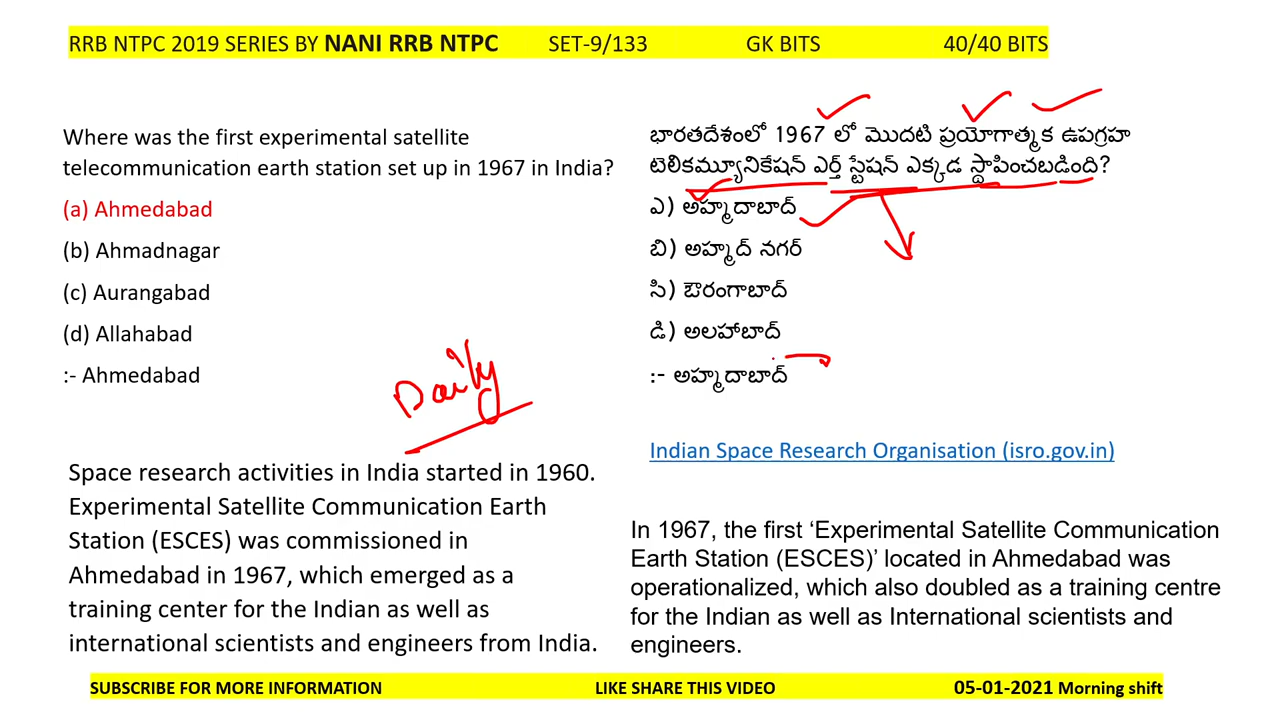 RRB NTPC 2019 SERIES BY NANI RRB NTPC SET-9/133 GK BITS 40/40 BITS
Where was the first experimental satellite
telecommunication earth station set up in 1967 in India?
(a) Ahmedabad
(b) Ahmadnagar
(c) Aurangabad
(d) Allahabad
:- Ahmedabad
భారతదేశంలో 1967 లో మొదటి ప్రయోగాత్మక ఉపగ్రహ
టెలికమ్యూనికేషన్ ఎర్త్ స్టేషన్ ఎక్కడ స్థాపించబడింది?
ఎ) అహ్మదాబాద్
బి) అహ్మద్ నగర్
సి) ఔరంగాబాద్
డి) అలహాబాద్
:- అహ్మదాబాద్
Daily
Indian Space Research Organisation (isro.gov.in)
Space research activities in India started in 1960.
Experimental Satellite Communication Earth
Station (ESCES) was commissioned in
Ahmedabad in 1967, which emerged as a
training center for the Indian as well as
international scientists and engineers from India.
In 1967, the first ‘Experimental Satellite Communication
Earth Station (ESCES)’ located in Ahmedabad was
operationalized, which also doubled as a training centre
for the Indian as well as International scientists and
engineers.
SUBSCRIBE FOR MORE INFORMATION LIKE SHARE THIS VIDEO 05-01-2021 Morning shift